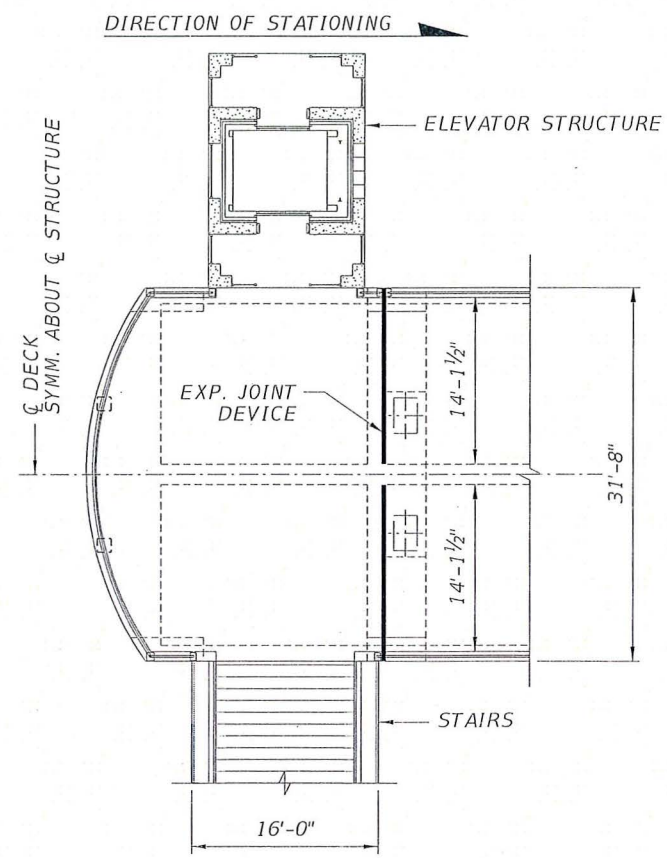 DIRECTION OF STATIONING
ELEVATOR STRUCTURE
℄ DECK
SYMM. ABOUT ℄ STRUCTURE
EXP. JOINT
DEVICE
14'-1½"
31'-8"
14'-1½"
STAIRS
16'-0"